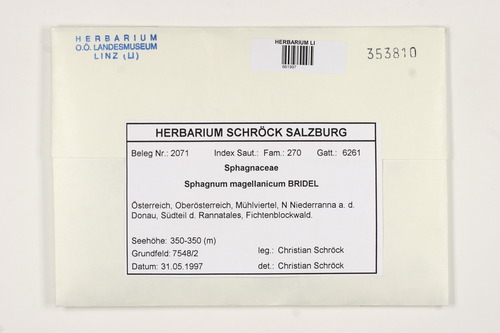 HERBARIUM
O.Ö. LANDESMUSEUM
LINZ (LI)
HERBARIUM LI
353810
HERBARIUM SCHRÖCK SALZBURG
Beleg Nr.: 2071 Index Saut.: Fam.: 270 Gatt.: 6261
Sphagnaceae
Sphagnum magellanicum BRIDEL
Österreich, Oberösterreich, Mühlviertel, N Niederranna a. d.
Donau, Südteil d. Rannatales, Fichtenblockwald.
Seehöhe: 350-350 (m)
Grundfeld: 7548/2 leg.: Christian Schröck
Datum: 31.05.1997 det.: Christian Schröck